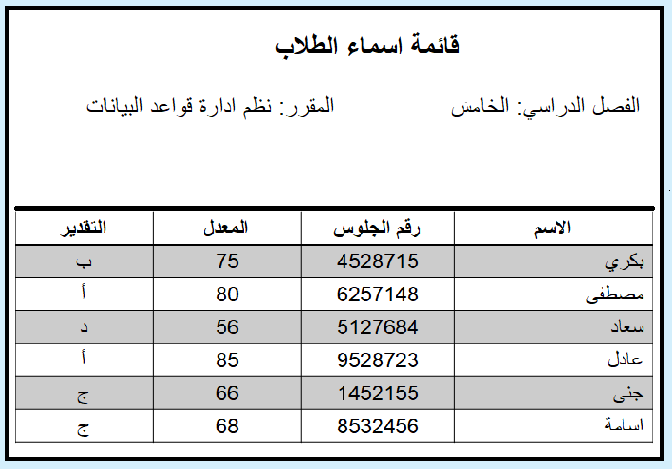 قائمة اسماء الطلاب
الفصل الدراسي: الخامس المقرر: نظم ادارة قواعد البيانات
الاسم رقم الجلوس المعدل التقدير
بكري 4528715 75 ب
مصطفى 6257148 80 أ
سعاد 5127684 56 د
عادل 9528723 85 أ
جنى 1452155 66 ج
اسامة 8532456 68 ج